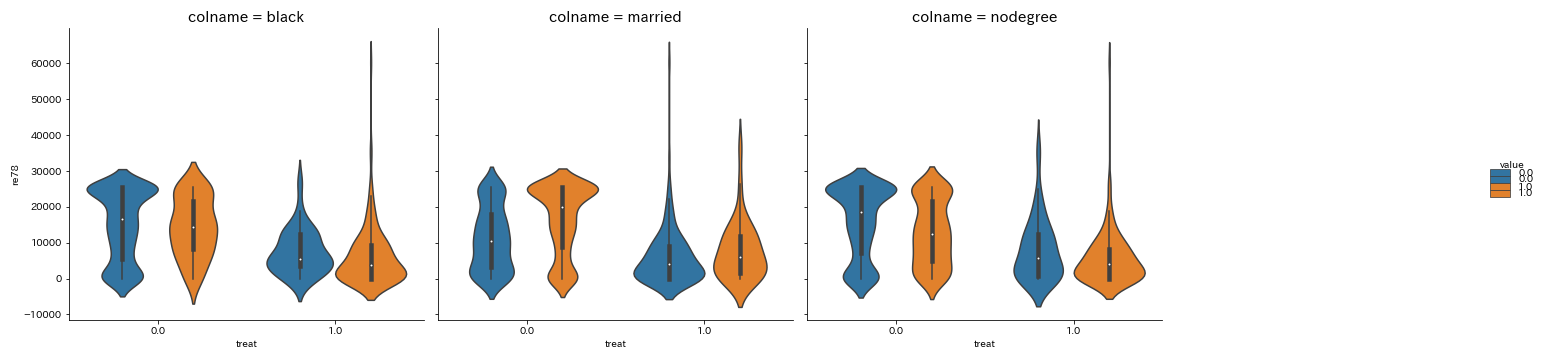 colname = black
colname = married
colname = nodegree
re78
60000
50000
40000
30000
20000
10000
0
−10000
0.0
1.0
0.0
1.0
0.0
1.0
treat
treat
treat
value
0.0
0.0
1.0
1.0